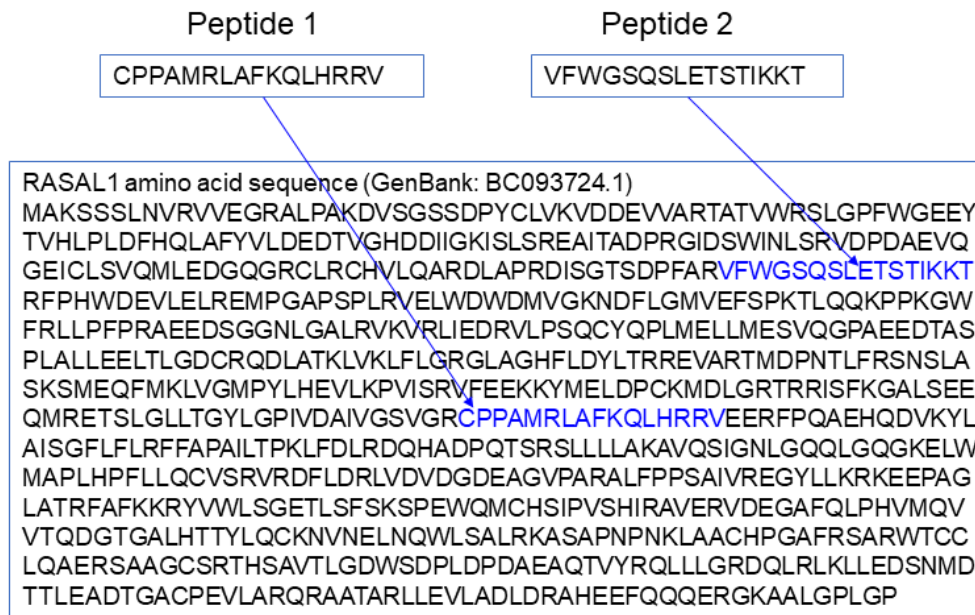 Peptide 1
Peptide 2
CPPAMRLAFKQLHRRV
VFWGSQSLETSTIKKT
RASAL1 amino acid sequence (GenBank: BC093724.1)
MAKSSSLNVRVVEGRALPAKDVSGSSDPYCLVKVDDEVVARTATVWRSLGPFWGEEY
TVHLPLDFHQLAFYVLDEDTVGHDDIIGKISLSREAITADPRGIDSWINLSRVDPDAEVQ
GEICLSVQMLEDGQGRCLRCHVLQARDLAPRDISGTSDPFARVFWGSQSLETSTIKKT
RFPHWDEVLELREMPGAPSPLRVELWDWDMVGKNDFLGMVEFSPKTLQQKPPKGW
FRLLPFPRAEEDSGGNLGALRVKVRLIEDRVLPSQCYQPLMELLMESVQGPAEEDTAS
PLALLEELTLGDCRQDLATKLVKLFLGRGLAGHFLDYLTRREVARTMDPNTLFRSNSLA
SKSMEQFMKLVGMPYLHEVLKPVISRVFEEKKYMELDPCKMDLGRTRRISFKGALSEE
QMRETSLGLLTGYLGPIVDAIVGSVGRCPPAMRLAFKQLHRRVEERFPQAEHQDVKYL
AISGFLFLRFFAPAILTPKLFDLRDQHADPQTSRSLLLLAKAVQSIGNLGQQLGQGKELW
MAPLHPFLLQCVSRVRDFLDRLVDVDGDEAGVPARALFPPSAIVREGYLLKRKEEPAG
LATRFAFKKRYVWLSGETLSFSKSPEWQMCHSIPVSHIRAVERVDEGAFQLPHVMQV
VTQDGTGALHTTYLQCKNVNELNQWLSALRKASAPNPNKLAACHPGAFRSARWTCC
LQAERSAAGCSRTHSAVTLGDWSDPLDPDAEAQTVYRQLLLGRDQLRLKLLEDSNMD
TTLEADTGACPEVLARQRAATARLLEVLADLDRAHEEFQQQERGKAALGPLGP